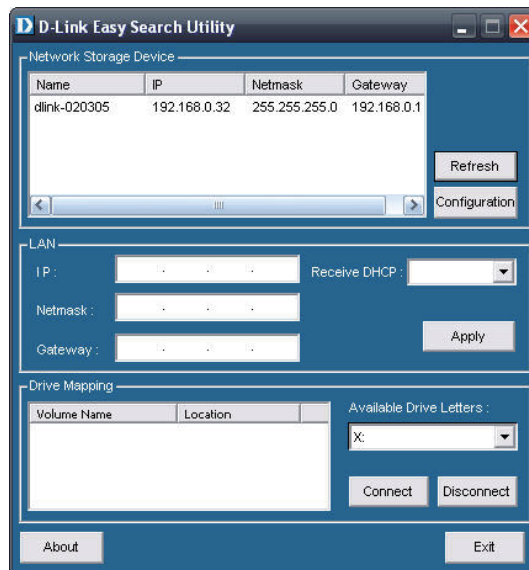 D-Link Easy Search Utility
Network Storage Device
Name IP Netmask Gateway
dlink-020305 192.168.0.32 255.255.255.0 192.168.0.1
Refresh
Configuration
LAN
IP : . . . Receive DHCP :
Netmask : . . .
Apply
Gateway : . . .
Drive Mapping
Volume Name Location Available Drive Letters :
X:
Connect Disconnect
About Exit